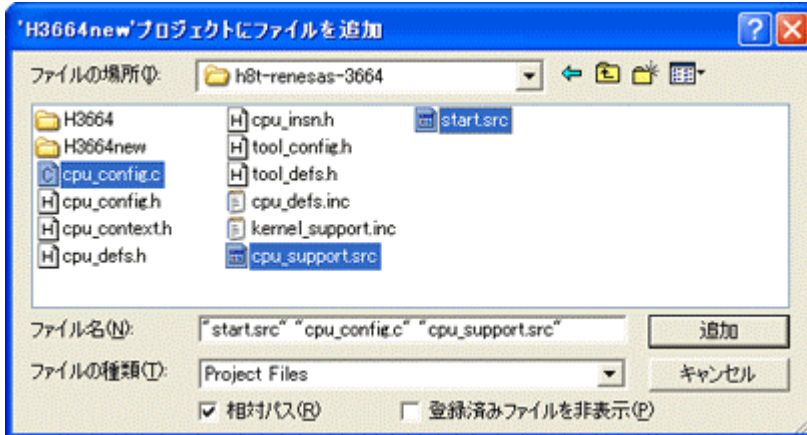 'H3664new'プロジェクトにファイルを追加
ファイルの場所(I): h8t-renesas-3664
H3664 cpu_insn.h start.src
H3664new tool_config.h
cpu_config.c tool_defs.h
cpu_config.h cpu_defs.inc
cpu_context.h kernel_support.inc
cpu_defs.h cpu_support.src
ファイル名(N): "start.src" "cpu_config.c" "cpu_support.src" 追加
ファイルの種類(T): Project Files キャンセル
相対パス(R) 登録済みファイルを非表示(P)